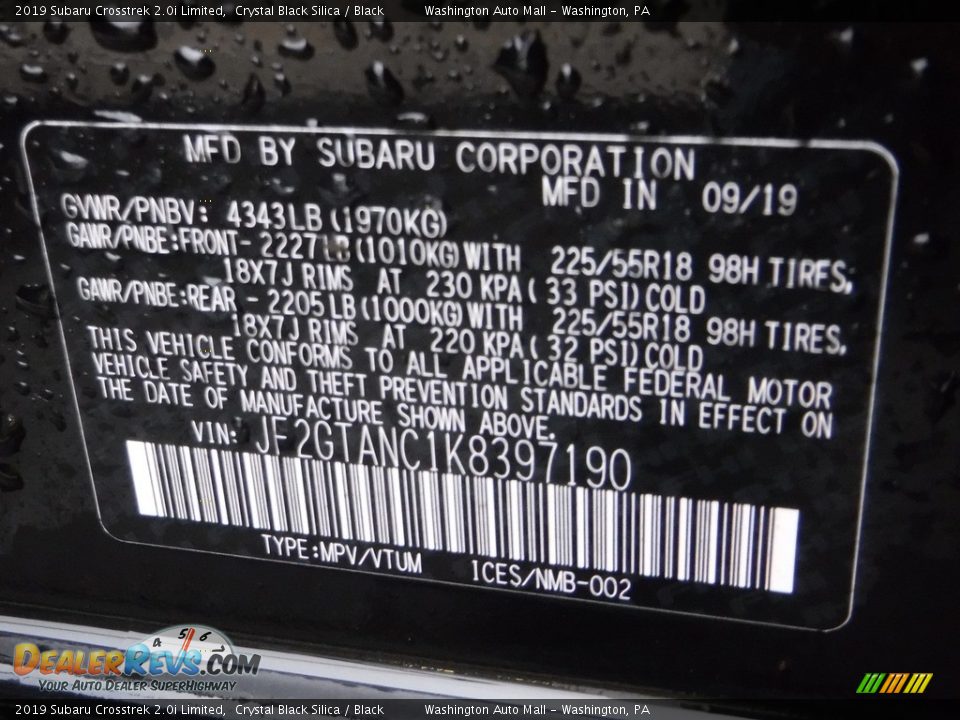 2019 Subaru Crosstrek 2.0i Limited, Crystal Black Silica / Black Washington Auto Mall - Washington, PA
MFD BY SUBARU CORPORATION
MFD IN 09/19
GVWR/PNBV: 4343LB (1970KG)
GAWR/PNBE:FRONT- 2227LB (1010KG) WITH 225/55R18 98H TIRES,
18X7J RIMS AT 230 KPA ( 33 PSI) COLD
GAWR/PNBE:REAR - 2205LB (1000KG) WITH 225/55R18 98H TIRES,
18X7J RIMS AT 220 KPA ( 32 PSI) COLD
THIS VEHICLE CONFORMS TO ALL APPLICABLE FEDERAL MOTOR
VEHICLE SAFETY AND THEFT PREVENTION STANDARDS IN EFFECT ON
THE DATE OF MANUFACTURE SHOWN ABOVE.
VIN: JF2GTANC1K8397190
TYPE:MPV/VTUM ICES/NMB-002
4 5 6
DEALERREVS.COM
YOUR AUTO DEALER SUPERHIGHWAY
2019 Subaru Crosstrek 2.0i Limited, Crystal Black Silica / Black Washington Auto Mall - Washington, PA